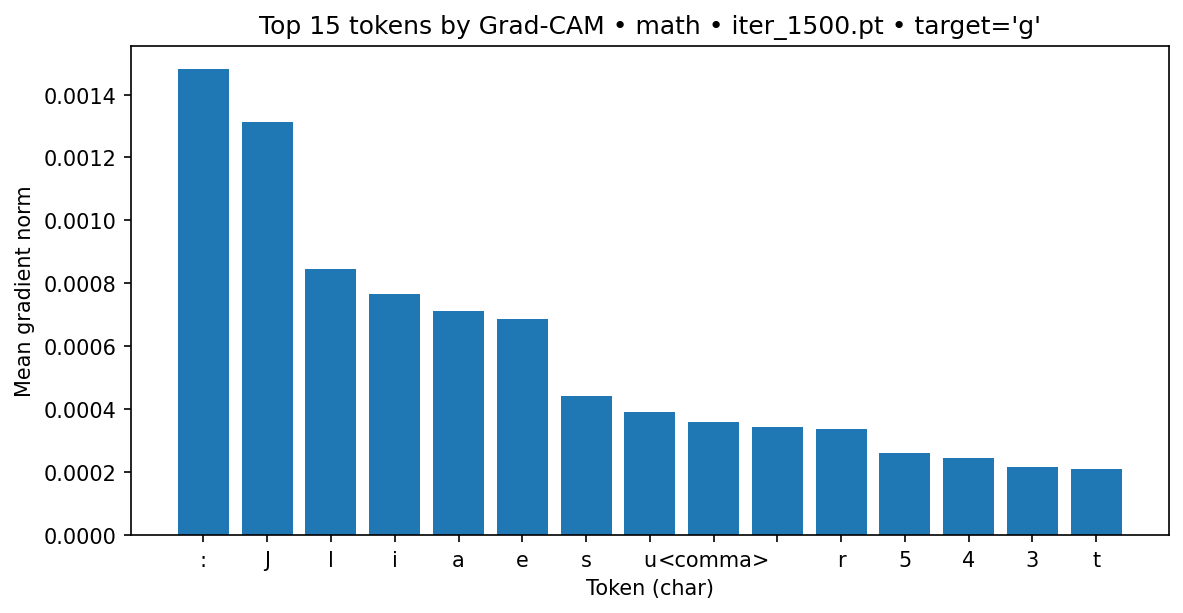 Top 15 tokens by Grad-CAM • math • iter_1500.pt • target='g'
Mean gradient norm
0.0014
0.0012
0.0010
0.0008
0.0006
0.0004
0.0002
0.0000
: J l i a e s u <comma> r 5 4 3 t
Token (char)